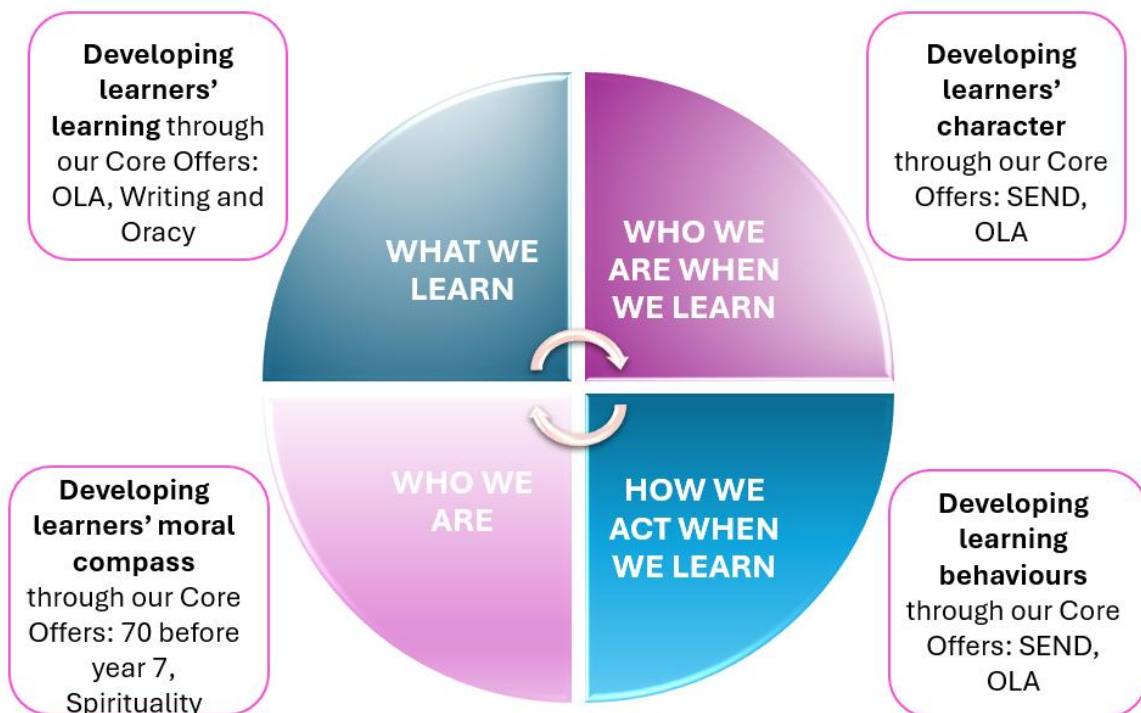 Developing
learners’
learning through
our Core Offers:
OLA, Writing and
Oracy
Developing
learners’
character
through our Core
Offers: SEND,
OLA
WHAT WE
LEARN
WHO WE
ARE WHEN
WE LEARN
WHO WE
ARE
HOW WE
ACT WHEN
WE LEARN
Developing
learners’ moral
compass
through our Core
Offers: 70 before
year 7,
Spirituality
Developing
learning
behaviours
through our Core
Offers: SEND,
OLA